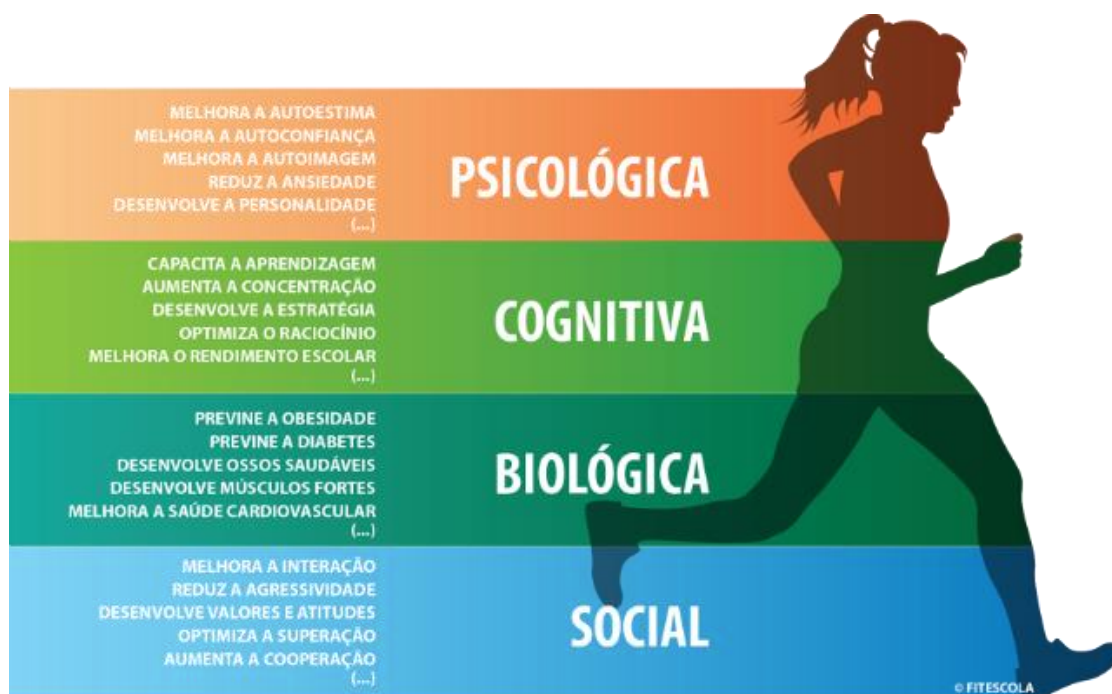 MELHORA A AUTOESTIMA
MELHORA A AUTOCONFIANÇA
MELHORA A AUTOIMAGEM
REDUZ A ANSIEDADE
DESENVOLVE A PERSONALIDADE
(...)
PSICOLÓGICA
CAPACITA A APRENDIZAGEM
AUMENTA A CONCENTRAÇÃO
DESENVOLVE A ESTRATÉGIA
OPTIMIZA O RACIOCÍNIO
MELHORA O RENDIMENTO ESCOLAR
(...)
COGNITIVA
PREVINE A OBESIDADE
PREVINE A DIABETES
DESENVOLVE OSSOS SAUDÁVEIS
DESENVOLVE MÚSCULOS FORTES
MELHORA A SAÚDE CARDIOVASCULAR
(...)
BIOLÓGICA
MELHORA A INTERAÇÃO
REDUZ A AGRESSIVIDADE
DESENVOLVE VALORES E ATITUDES
OPTIMIZA A SUPERAÇÃO
AUMENTA A COOPERAÇÃO
(...)
SOCIAL
© FITESCOLA